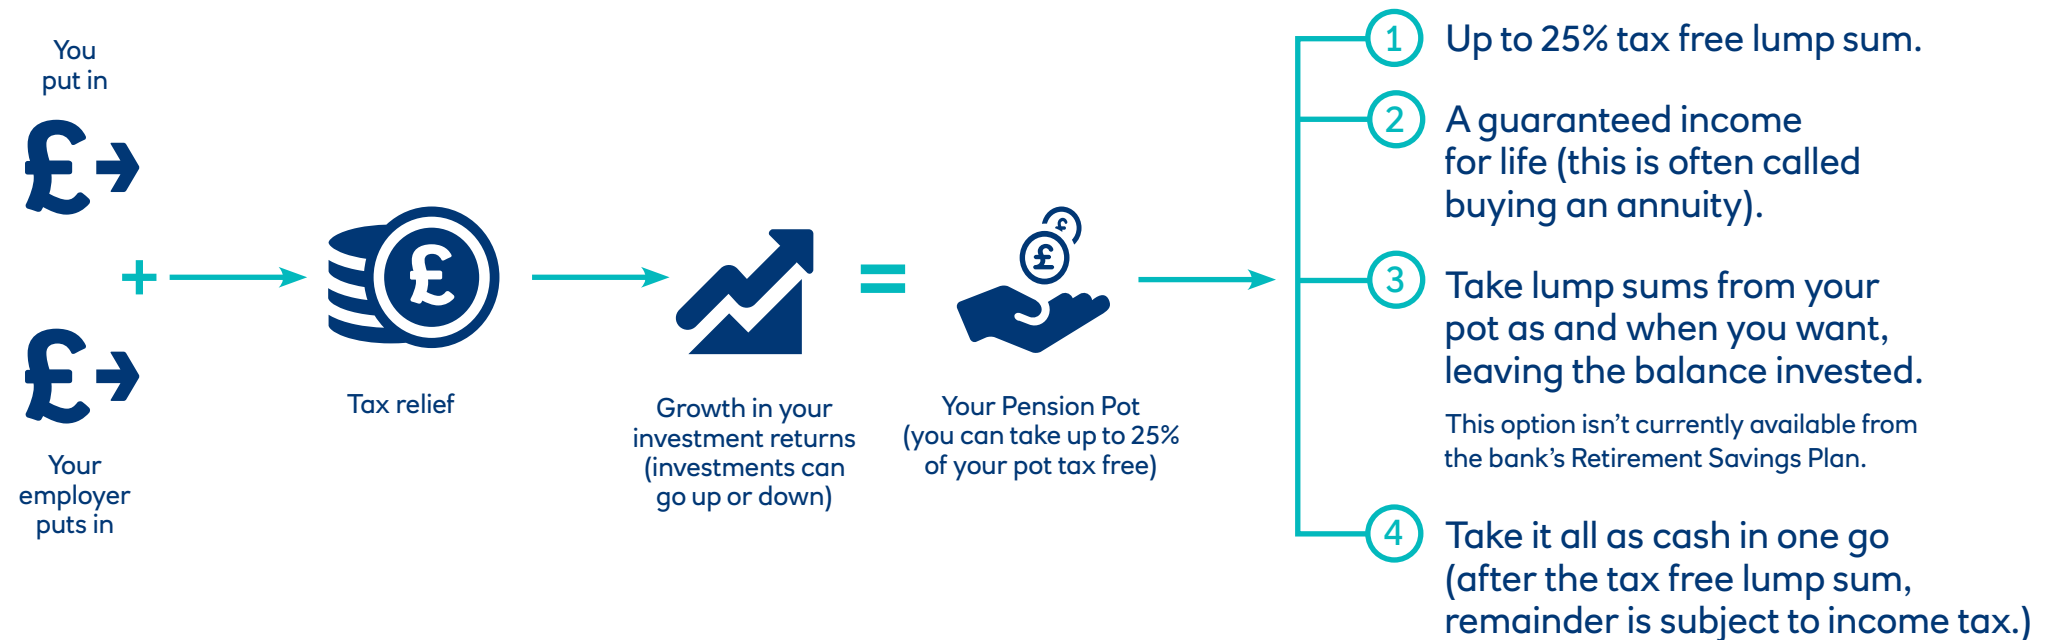 You
put in
£
+
£
Your
employer
puts in
£
Tax relief
Growth in your
investment returns
(investments can
go up or down)
=
£
£
Your Pension Pot
(you can take up to 25%
of your pot tax free)
1 Up to 25% tax free lump sum.
2 A guaranteed income
for life (this is often called
buying an annuity).
3 Take lump sums from your
pot as and when you want,
leaving the balance invested.
This option isn't currently available from
the bank's Retirement Savings Plan.
4 Take it all as cash in one go
(after the tax free lump sum,
remainder is subject to income tax.)